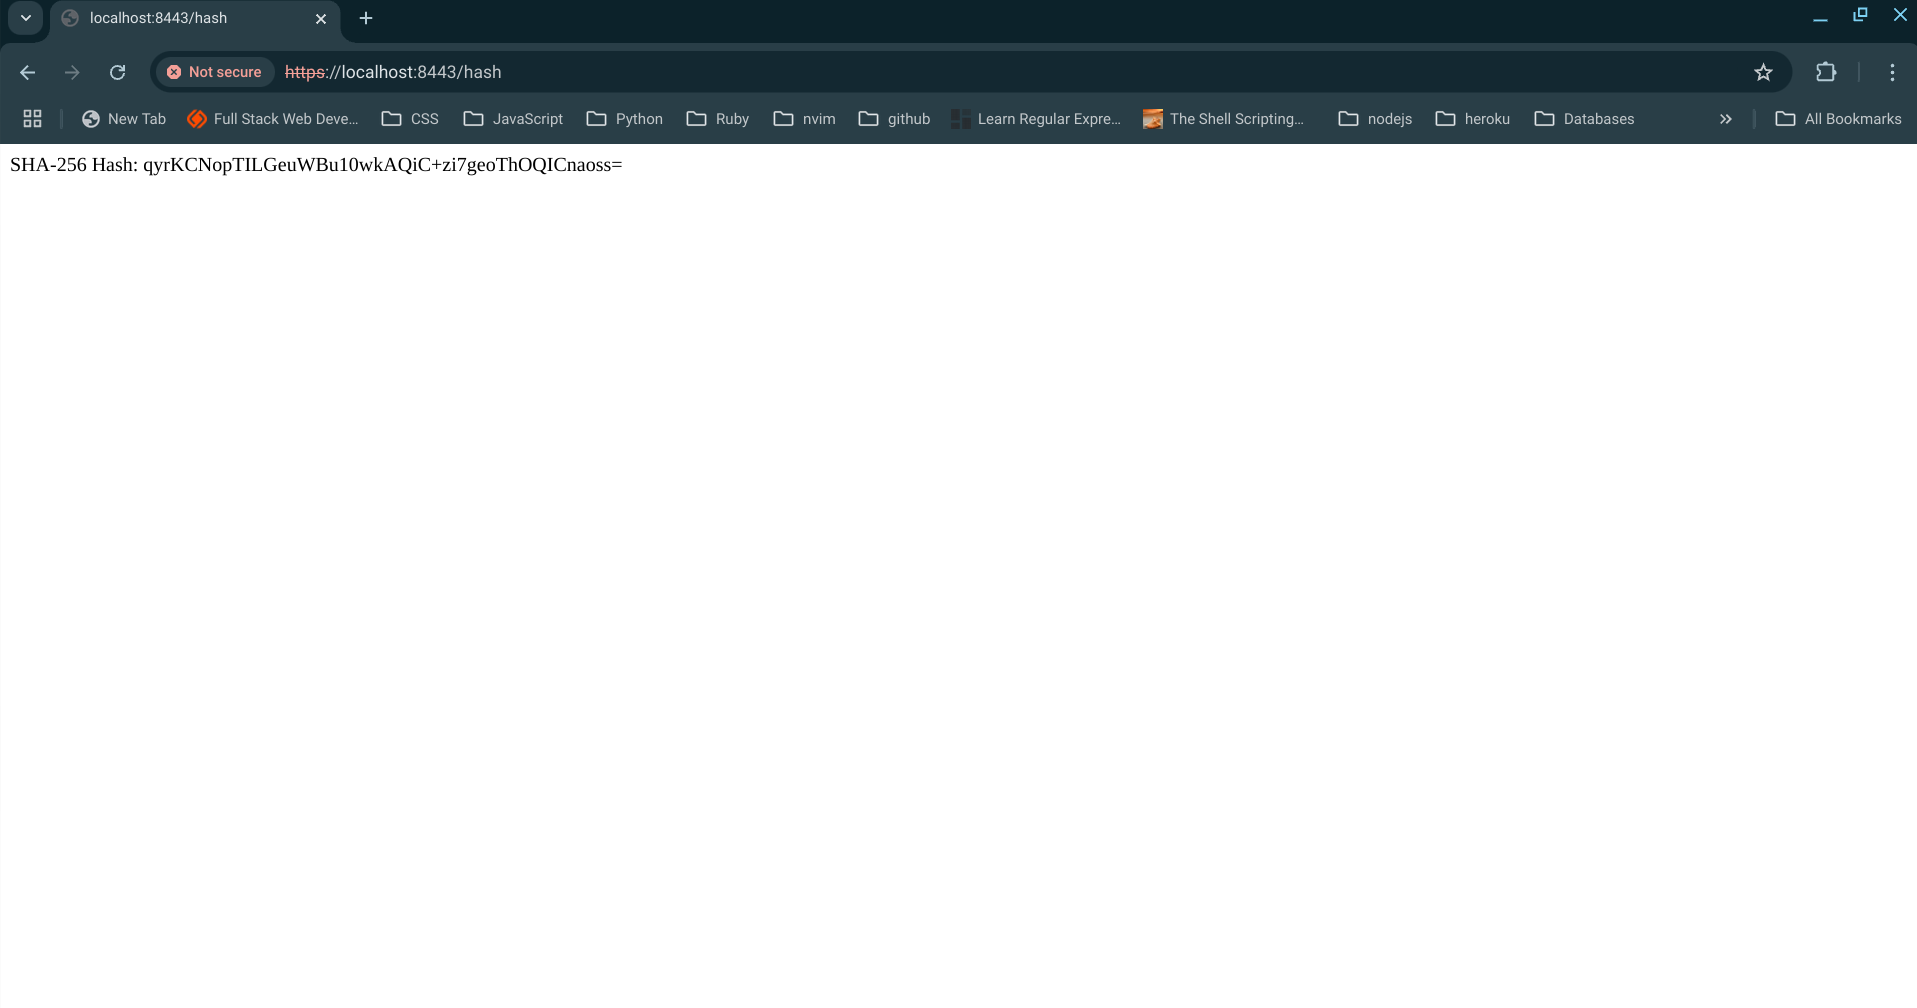 localhost:8443/hash
Not secure https://localhost:8443/hash
New Tab Full Stack Web Deve... CSS JavaScript Python Ruby nvim github Learn Regular Expre... The Shell Scripting... nodejs heroku Databases All Bookmarks
SHA-256 Hash: qyrKCNopTILGeuWBu10wkAQiC+zi7geoThOQICnaoss=